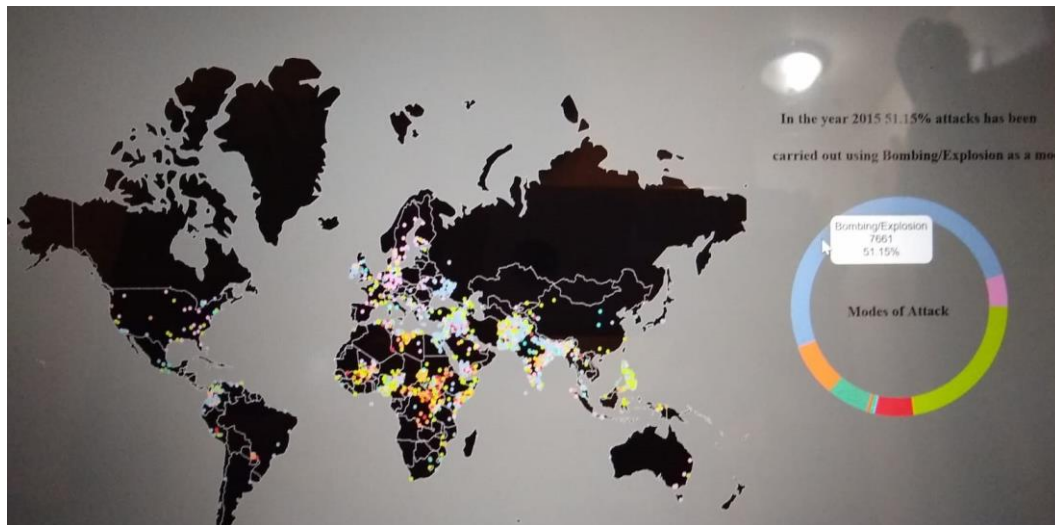 In the year 2015 51.15% attacks has been
carried out using Bombing/Explosion as a mo
Bombing/Explosion
7661
51.15%
Modes of Attack